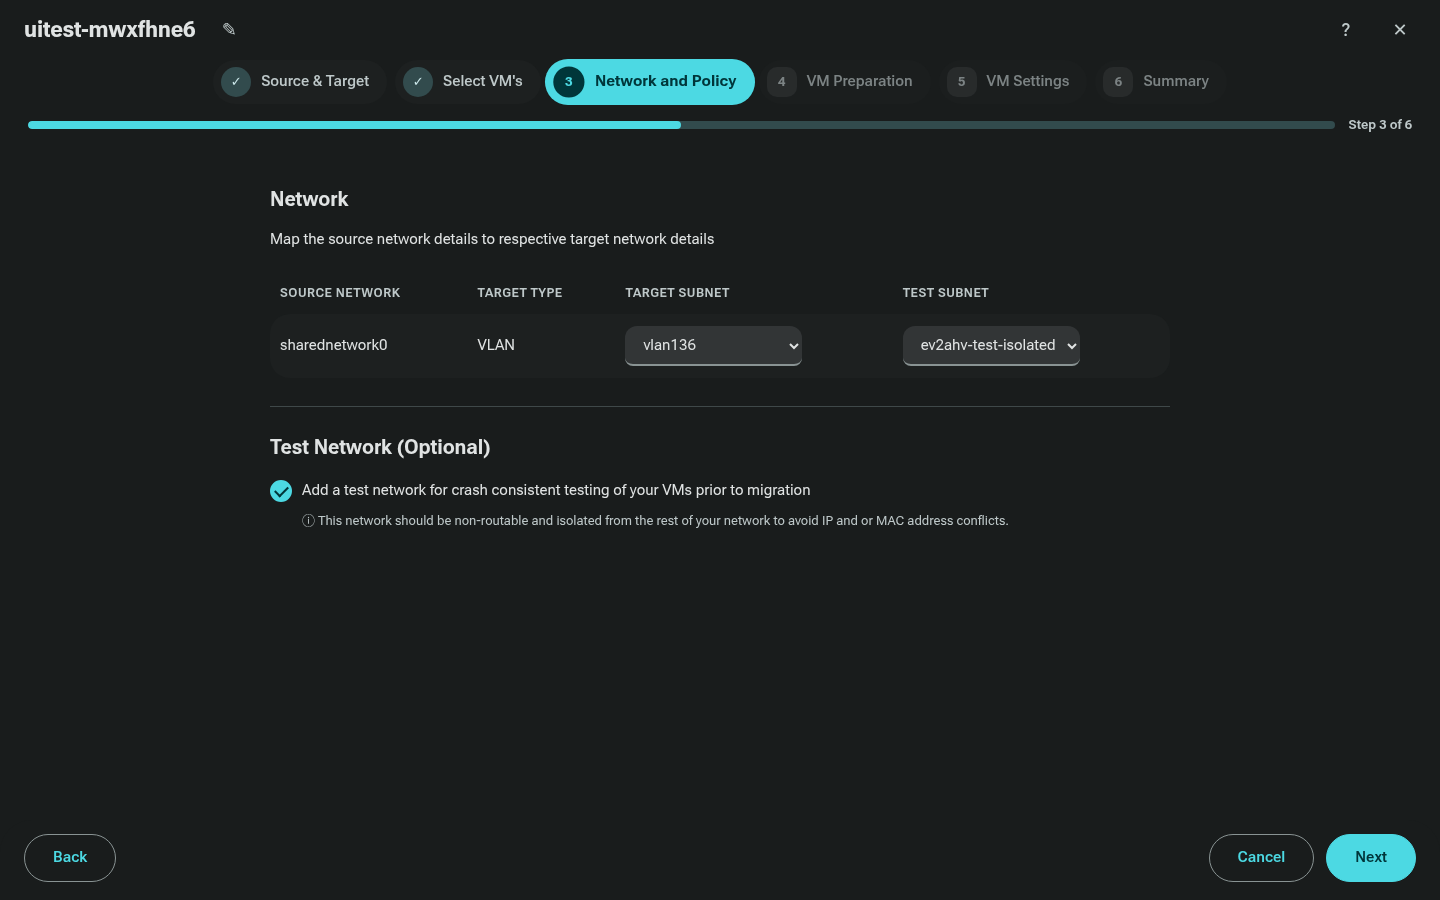 uitest-mwxfhne6 ✎ ? ✕
✓ Source & Target ✓ Select VM's 3 Network and Policy 4 VM Preparation 5 VM Settings 6 Summary
Step 3 of 6
Network
Map the source network details to respective target network details
SOURCE NETWORK TARGET TYPE TARGET SUBNET TEST SUBNET
sharednetwork0 VLAN vlan136 ev2ahv-test-isolated
Test Network (Optional)
Add a test network for crash consistent testing of your VMs prior to migration
ⓘ This network should be non-routable and isolated from the rest of your network to avoid IP and or MAC address conflicts.
Back Cancel Next